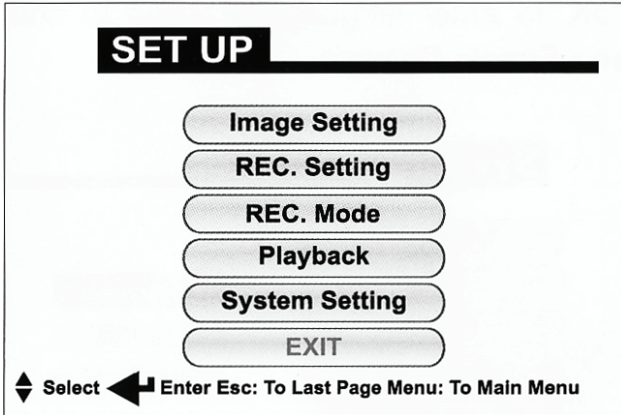 SET UP
Image Setting
REC. Setting
REC. Mode
Playback
System Setting
EXIT
Select Enter Esc: To Last Page Menu: To Main Menu